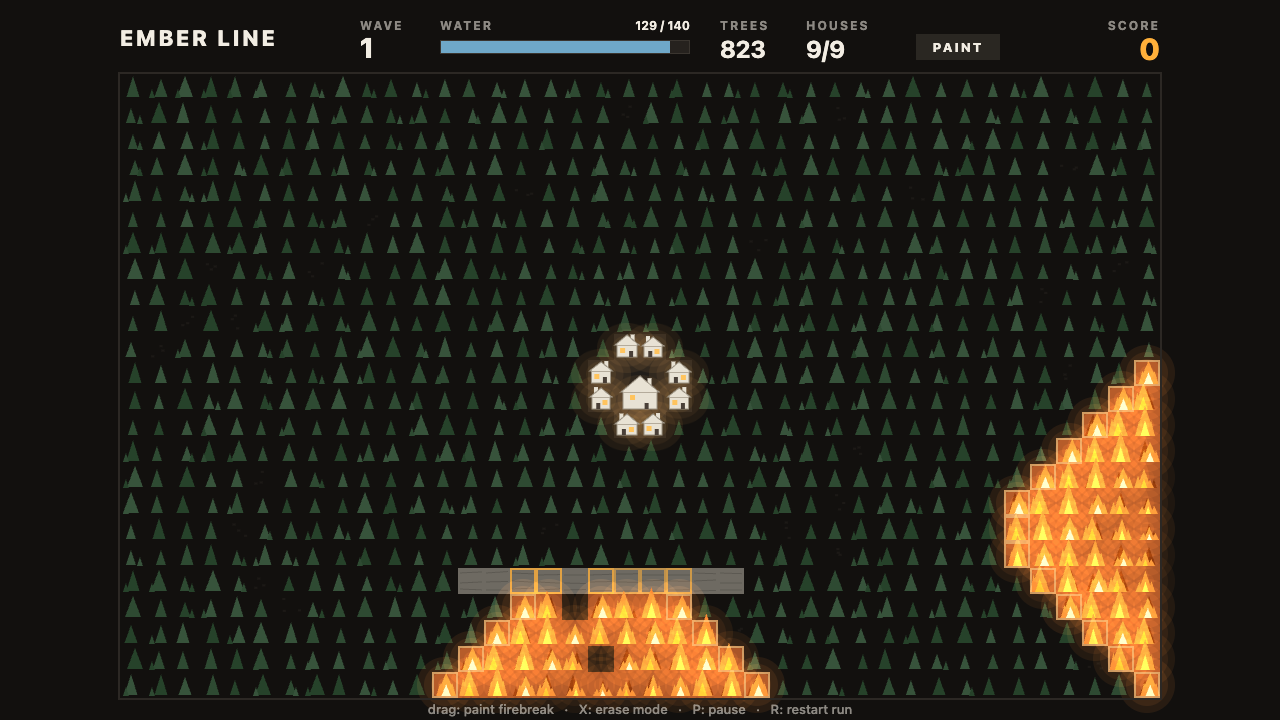 EMBER LINE
WAVE
1
WATER 129 / 140
TREES
823
HOUSES
9/9
PAINT
SCORE
0
drag: paint firebreak · X: erase mode · P: pause · R: restart run